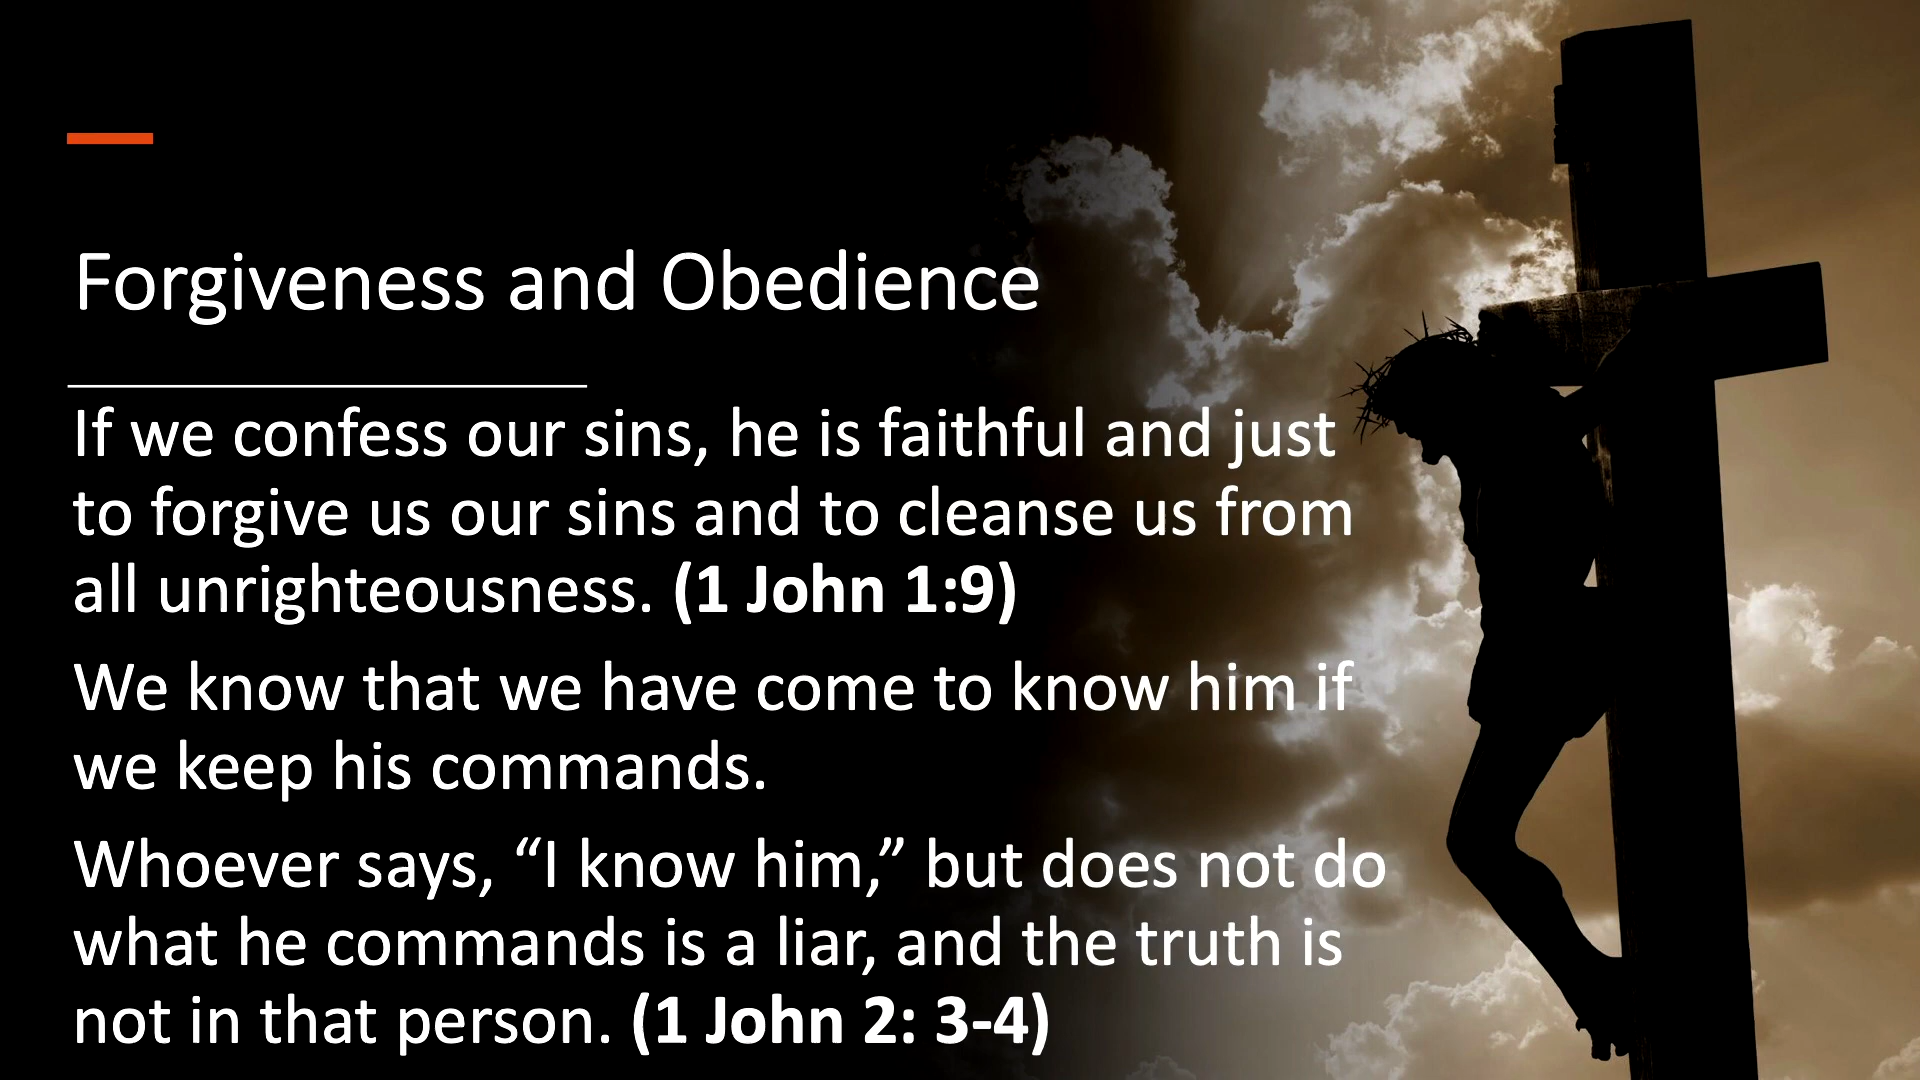 Forgiveness and Obedience
If we confess our sins, he is faithful and just
to forgive us our sins and to cleanse us from
all unrighteousness. (1 John 1:9)
We know that we have come to know him if
we keep his commands.
Whoever says, “I know him,” but does not do
what he commands is a liar, and the truth is
not in that person. (1 John 2: 3-4)